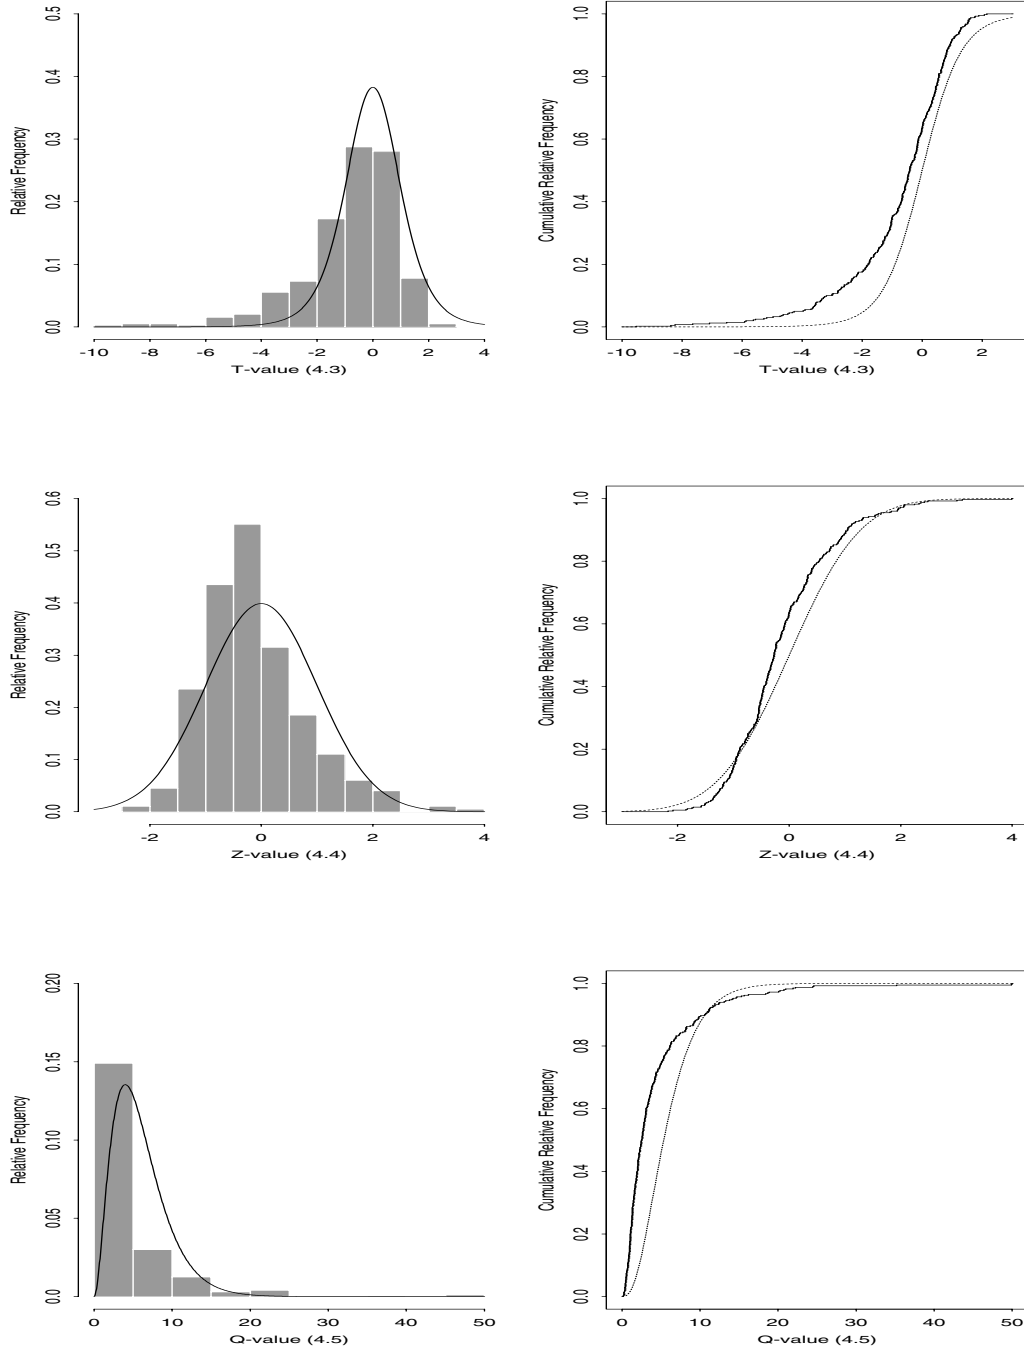 0.5
0.4
0.3
0.2
0.1
0.0
Relative Frequency
-10 -8 -6 -4 -2 0 2 4
T-value (4.3)
1.0
0.8
0.6
0.4
0.2
0.0
Cumulative Relative Frequency
-10 -8 -6 -4 -2 0 2
T-value (4.3)
0.6
0.5
0.4
0.3
0.2
0.1
0.0
Relative Frequency
-2 0 2 4
Z-value (4.4)
1.0
0.8
0.6
0.4
0.2
0.0
Cumulative Relative Frequency
-2 0 2 4
Z-value (4.4)
0.20
0.15
0.10
0.05
0.0
Relative Frequency
0 10 20 30 40 50
Q-value (4.5)
1.0
0.8
0.6
0.4
0.2
0.0
Cumulative Relative Frequency
0 10 20 30 40 50
Q-value (4.5)